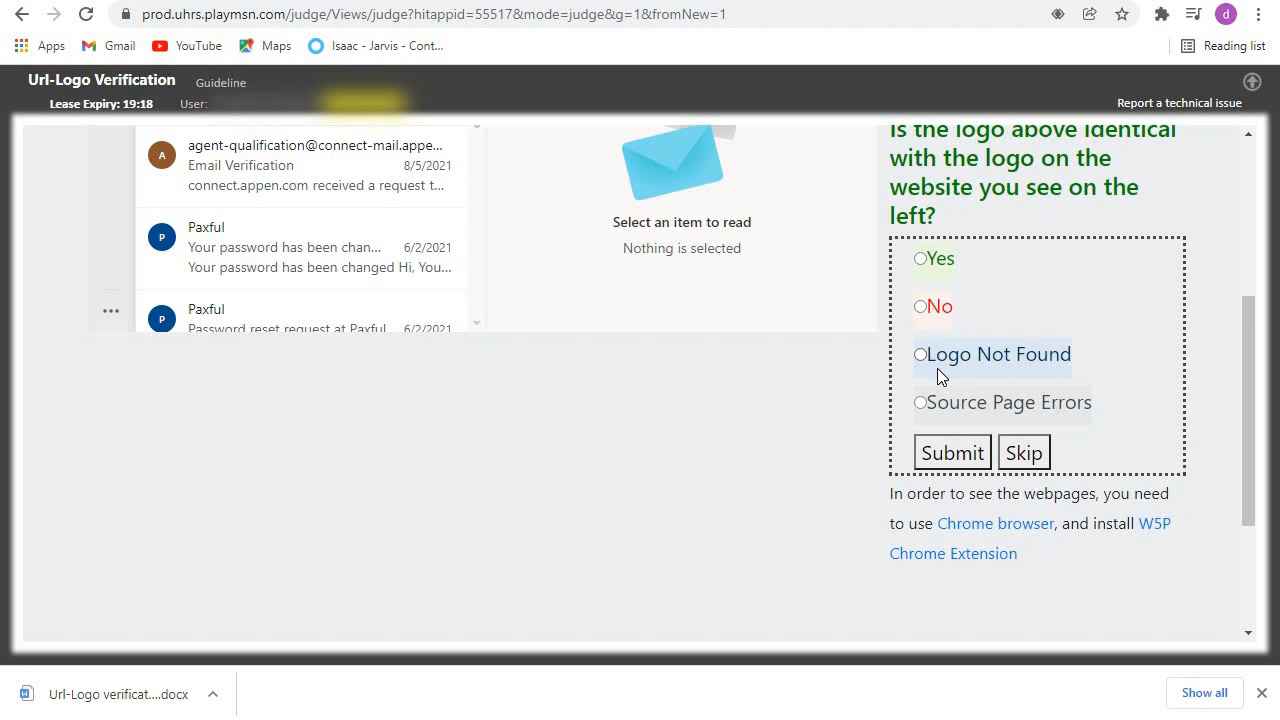 prod.uhrs.playmsn.com/judge/Views/judge?hitappid=55517&mode=judge&g=1&fromNew=1
d
Apps
Gmail
YouTube
Maps
Isaac - Jarvis - Cont...
Reading list
Url-Logo Verification
Guideline
Lease Expiry: 19:18
User:
Report a technical issue
A
agent-qualification@connect-mail.appe...
Email Verification 8/5/2021
connect.appen.com received a request t...
P
Paxful
Your password has been chan... 6/2/2021
Your password has been changed Hi, You...
P
Paxful
Password reset request at Paxful 6/2/2021
Select an item to read
Nothing is selected
Is the logo above identical
with the logo on the
website you see on the
left?
Yes
No
Logo Not Found
Source Page Errors
Submit Skip
In order to see the webpages, you need
to use Chrome browser, and install W5P
Chrome Extension
Url-Logo verificat....docx
Show all